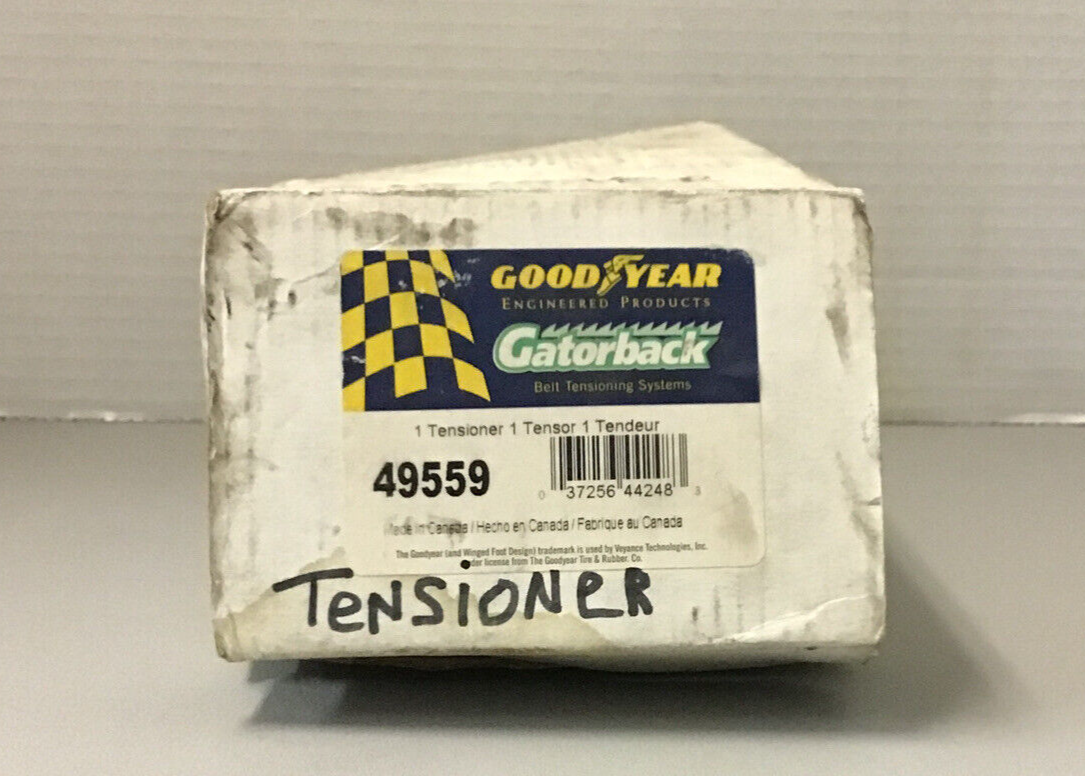 GOODYEAR
ENGINEERED PRODUCTS
Gatorback
Belt Tensioning Systems
1 Tensioner 1 Tensor 1 Tendeur
49559
0 37256 44248 3
Made in Canada / Hecho en Canada / Fabrique au Canada
The Goodyear (and Winged Foot Design) trademark is used by Veyance Technologies, Inc.
under license from The Goodyear Tire & Rubber. Co.
TeNSIONeR